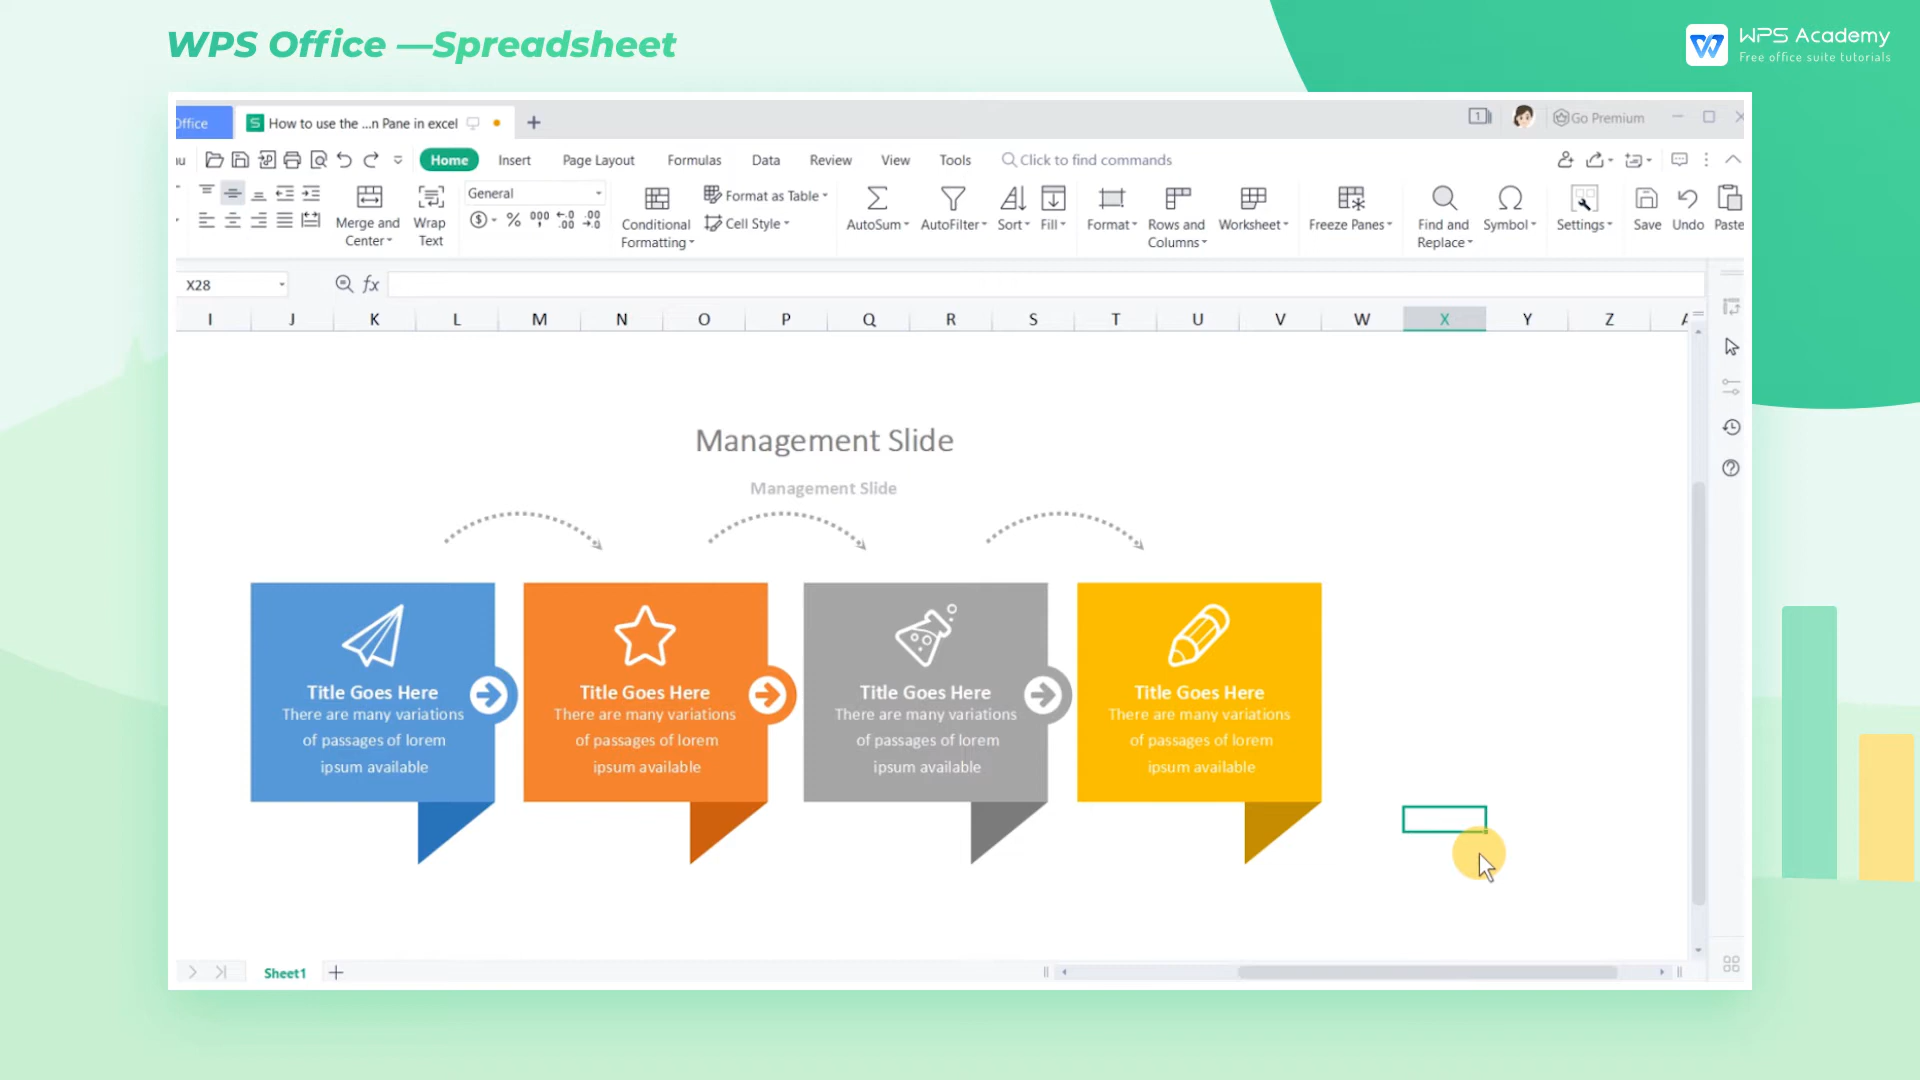 WPS Office —Spreadsheet
WPS Academy
Free office suite tutorials
Office
How to use the ...n Pane in excel
1
Go Premium
Home
Insert
Page Layout
Formulas
Data
Review
View
Tools
Click to find commands
Merge and
Center
Wrap
Text
General
Conditional
Formatting
Format as Table
Cell Style
AutoSum
AutoFilter
Sort
Fill
Format
Rows and
Columns
Worksheet
Freeze Panes
Find and
Replace
Symbol
Settings
Save
Undo
Paste
X28
fx
I J K L M N O P Q R S T U V W X Y Z
Management Slide
Management Slide
Title Goes Here
There are many variations
of passages of lorem
ipsum available
Title Goes Here
There are many variations
of passages of lorem
ipsum available
Title Goes Here
There are many variations
of passages of lorem
ipsum available
Title Goes Here
There are many variations
of passages of lorem
ipsum available
Sheet1